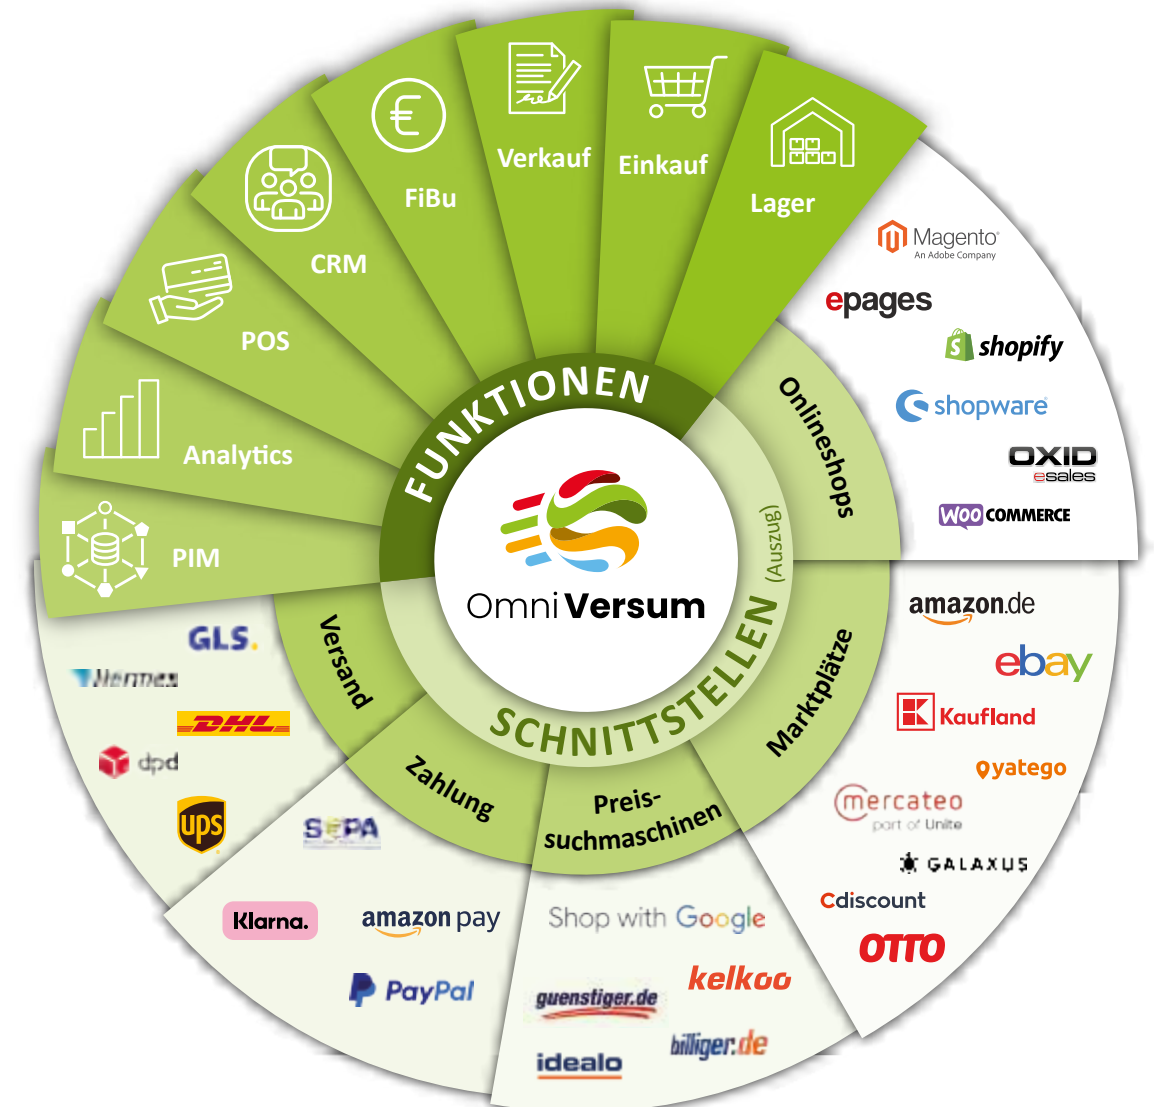 Verkauf
Einkauf
FiBu
Lager
CRM
POS
Analytics
PIM
FUNKTIONEN
Omni Versum
SCHNITTSTELLEN (Auszug)
Onlineshops
Magento
An Adobe Company
epages
shopify
shopware
OXID
esales
WOO COMMERCE
Marktplätze
amazon.de
ebay
Kaufland
yatego
mercateo
part of Unite
GALAXUS
Cdiscount
OTTO
Preis-
suchmaschinen
Shop with Google
kelkoo
guenstiger.de
billiger.de
idealo
Zahlung
SEPA
Klarna.
amazon pay
PayPal
Versand
GLS.
Hermes
DHL
dpd
ups